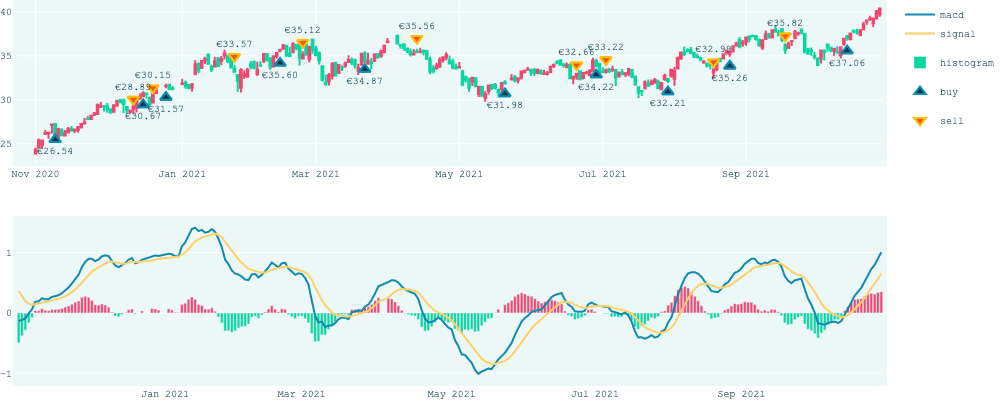 40
35
30
25
€26.54
€28.89
€30.15
€30.67
€31.57
€33.57
€35.60
€35.12
€34.87
€35.56
€31.98
€32.66
€33.22
€34.22
€32.21
€32.98
€35.26
€35.82
€37.06
Nov 2020
Jan 2021
Mar 2021
May 2021
Jul 2021
Sep 2021
macd
signal
histogram
buy
sell
1
0
−1
Jan 2021
Mar 2021
May 2021
Jul 2021
Sep 2021